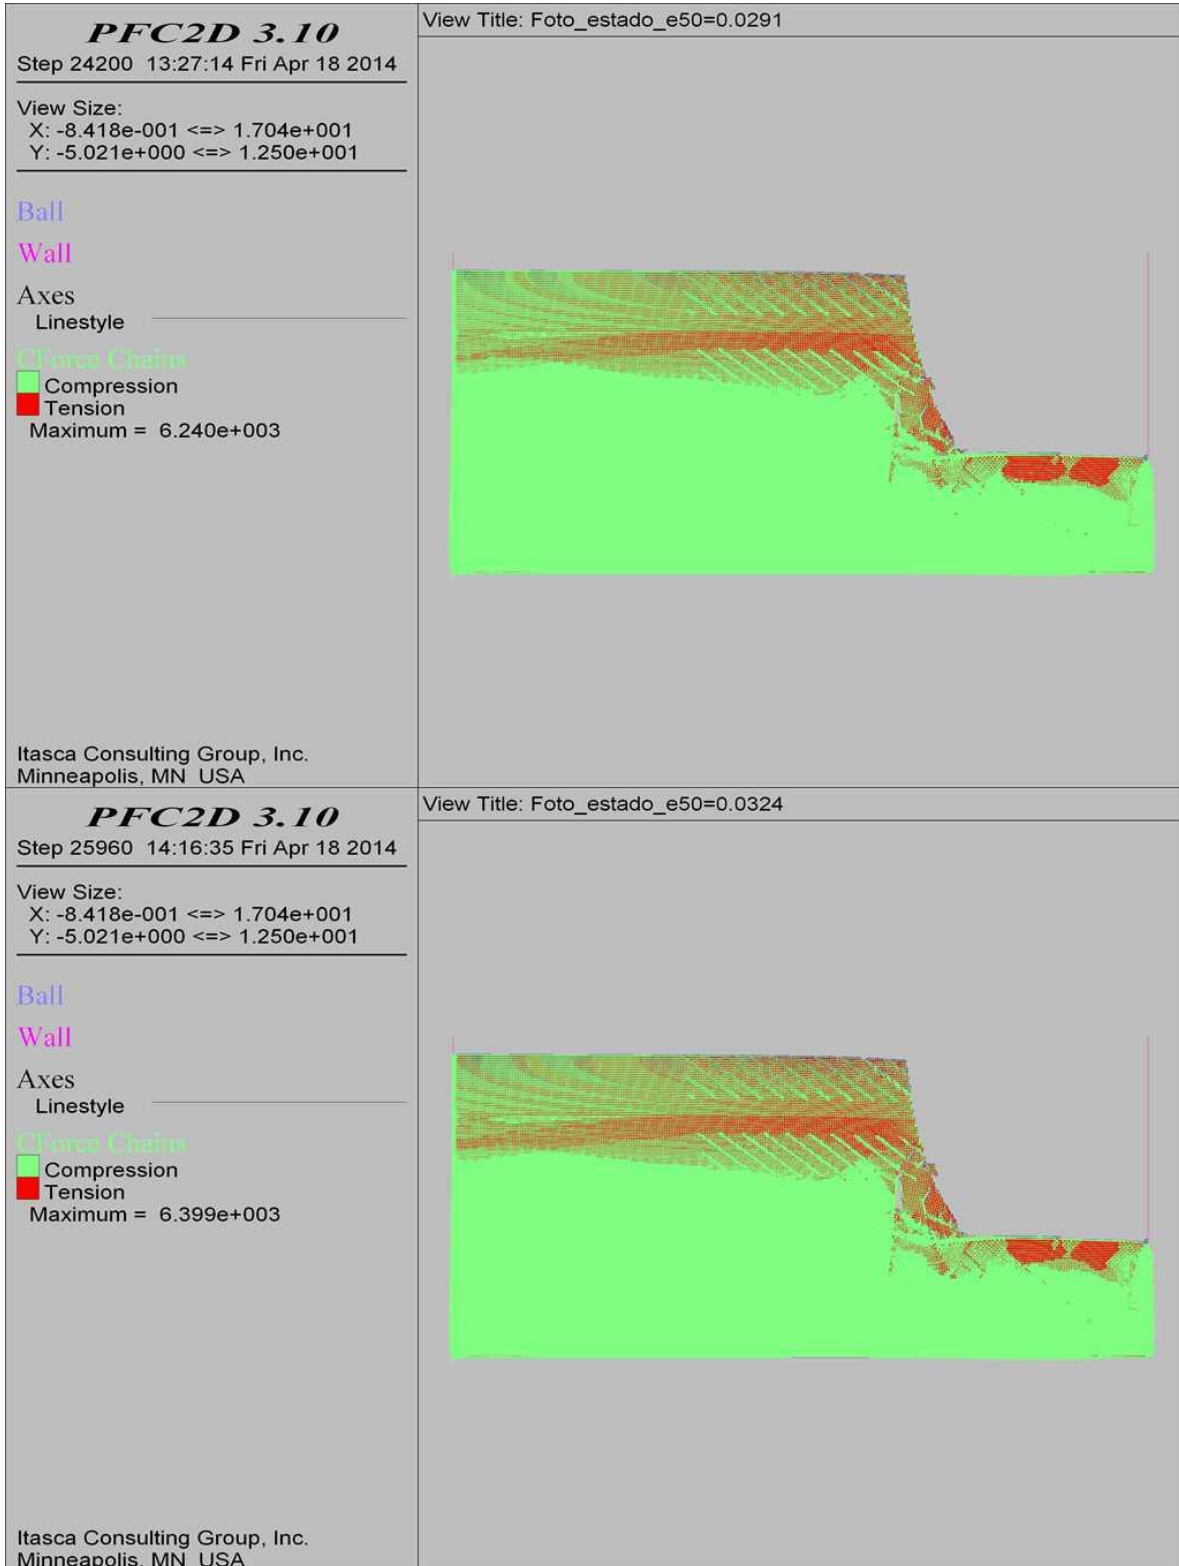 PFC2D 3.10
Step 24200 13:27:14 Fri Apr 18 2014
View Size:
X: -8.418e-001 <=> 1.704e+001
Y: -5.021e+000 <=> 1.250e+001
Ball
Wall
Axes
Linestyle
CForce Chains
Compression
Tension
Maximum = 6.240e+003
Itasca Consulting Group, Inc.
Minneapolis, MN USA
View Title: Foto_estado_e50=0.0291
PFC2D 3.10
Step 25960 14:16:35 Fri Apr 18 2014
View Size:
X: -8.418e-001 <=> 1.704e+001
Y: -5.021e+000 <=> 1.250e+001
Ball
Wall
Axes
Linestyle
CForce Chains
Compression
Tension
Maximum = 6.399e+003
Itasca Consulting Group, Inc.
Minneapolis, MN USA
View Title: Foto_estado_e50=0.0324